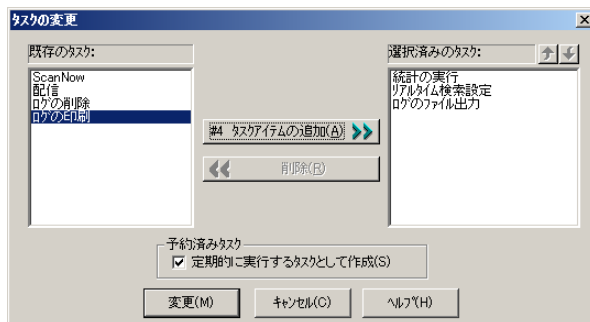 タスクの変更
既存のタスク:
選択済みのタスク:
ScanNow
配信
ログの削除
ログの印刷
統計の実行
リアルタイム検索設定
ログのファイル出力
#4 タスクアイテムの追加(A)
削除(R)
予約済みタスク
定期的に実行するタスクとして作成(S)
変更(M)
キャンセル(C)
ヘルプ(H)